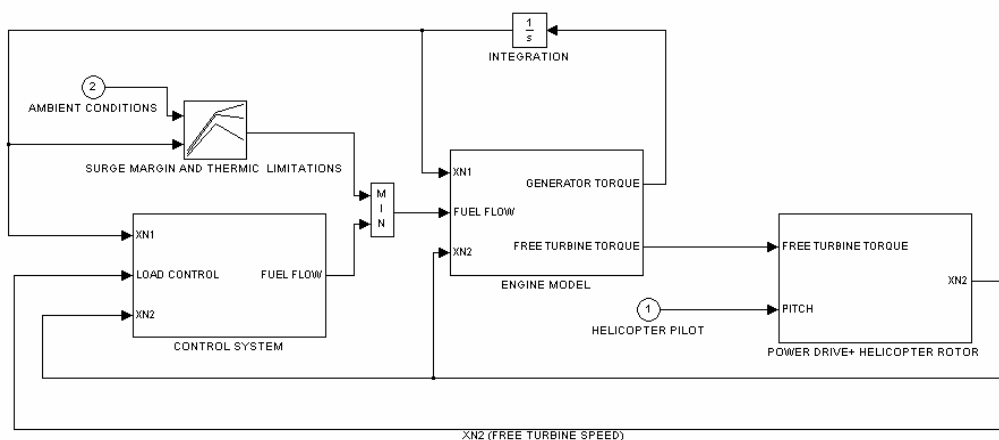 1
s
INTEGRATION
2
AMBIENT CONDITIONS
SURGE MARGIN AND THERMIC LIMITATIONS
XN1
GENERATOR TORQUE
M
I
N
FUEL FLOW
XN2
FREE TURBINE TORQUE
ENGINE MODEL
XN1
LOAD CONTROL
FUEL FLOW
XN2
CONTROL SYSTEM
FREE TURBINE TORQUE
XN2
1
PITCH
HELICOPTER PILOT
POWER DRIVE+ HELICOPTER ROTOR
XN2 (FREE TURBINE SPEED)